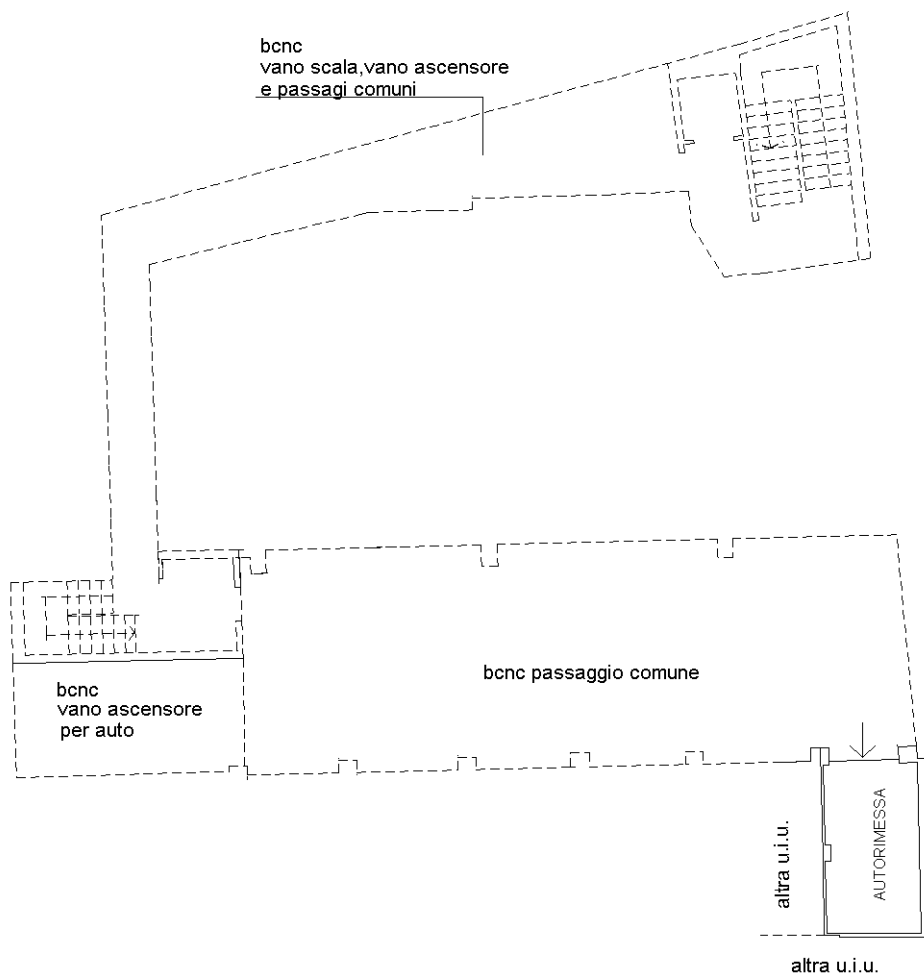 bcnc
vano scala,vano ascensore
e passagi comuni
bcnc passaggio comune
bcnc
vano ascensore
per auto
AUTORIMESSA
altra u.i.u.
altra u.i.u.